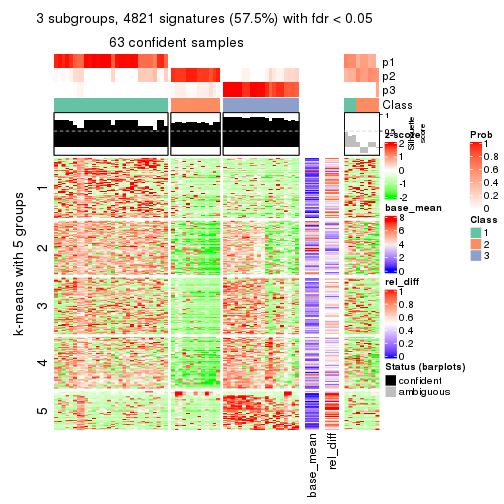 3 subgroups, 4821 signatures (57.5%) with fdr < 0.05
63 confident samples
p1
p2
p3
Class
1
0.5
Silhouette
score
k-means with 5 groups
1
2
3
4
5
base_mean
rel_diff
z-score
2
1
0
-1
-2
base_mean
8
6
4
2
0
rel_diff
1
0.8
0.6
0.4
0.2
0
Status (barplots)
confident
ambiguous
Prob
1
0.8
0.6
0.4
0.2
0
Class
1
2
3